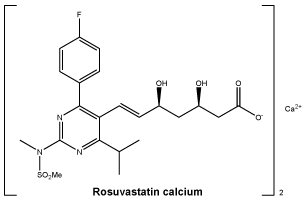 F
OH OH O
O-
Ca2+
N
N
N
SO2Me
Rosuvastatin calcium
2